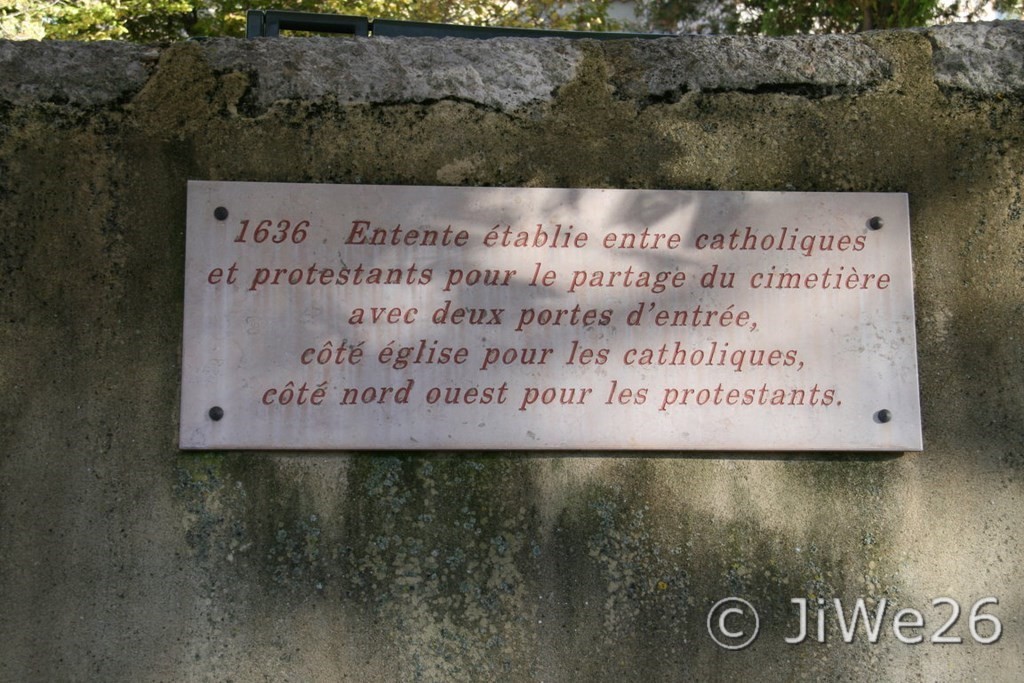 1636 Entente établie entre catholiques
et protestants pour le partage du cimetière
avec deux portes d'entrée,
côté église pour les catholiques,
côté nord ouest pour les protestants.
© JiWe26